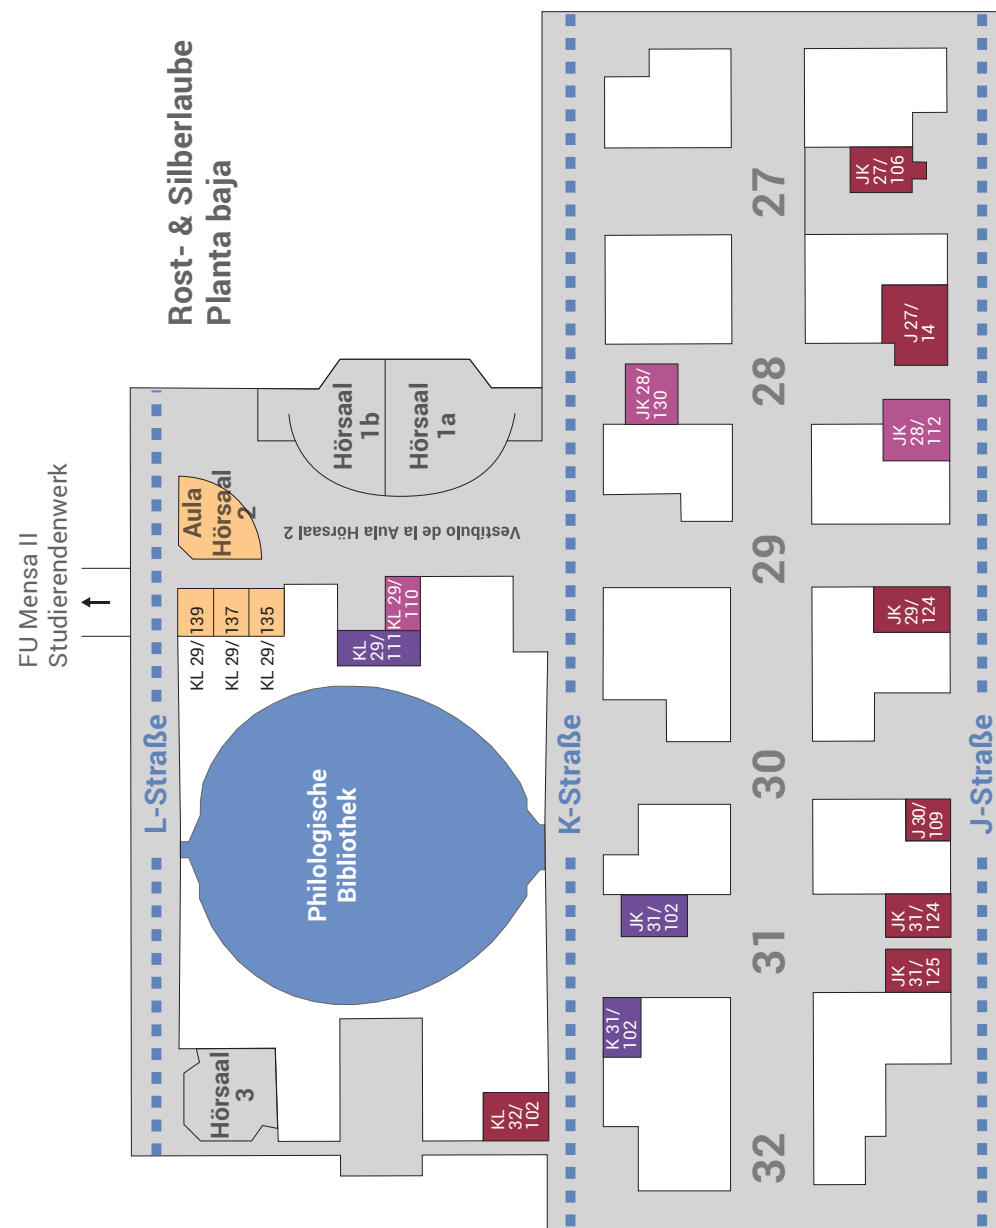 Rost- & Silberlaube
Planta baja
FU Mensa II
Studierendenwerk
L-Straße
K-Straße
J-Straße
Hörsaal
1b
Hörsaal
1a
Aula
Hörsaal
2
Vestíbulo de la Aula Hörsaal 2
KL 29/
139
KL 29/
137
KL 29/
135
KL 29/
110
KL
29/
111
Philologische
Bibliothek
Hörsaal
3
KL
32/
102
27
28
29
30
31
32
JK
27/
106
J 27/
14
JK 28/
130
JK
28/
112
JK
29/
124
J 30/
109
JK
31/
102
JK
31/
124
JK
31/
125
K 31/
102